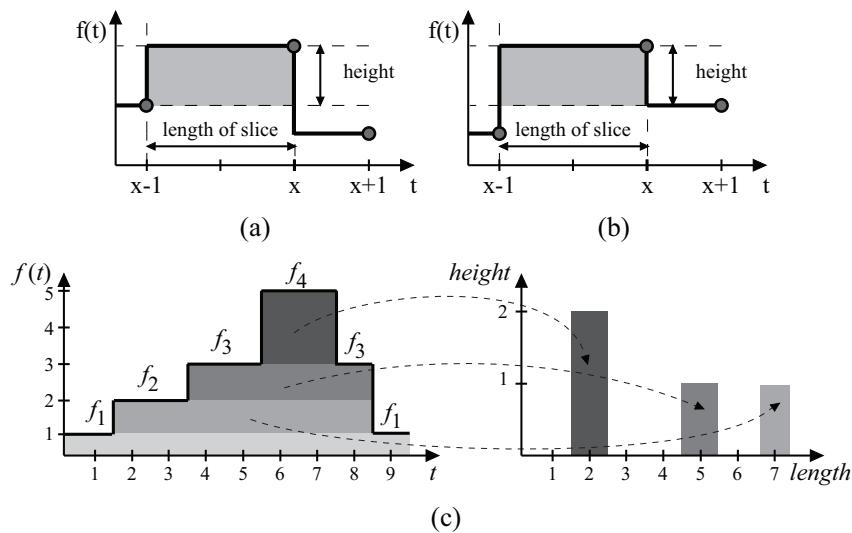 f(t)
height
length of slice
x-1 x x+1 t
(a)
f(t)
height
length of slice
x-1 x x+1 t
(b)
f (t)
5
4
3
2
1
f1 f2 f3 f4 f3 f1
1 2 3 4 5 6 7 8 9 t
height
2
1
1 2 3 4 5 6 7 length
(c)